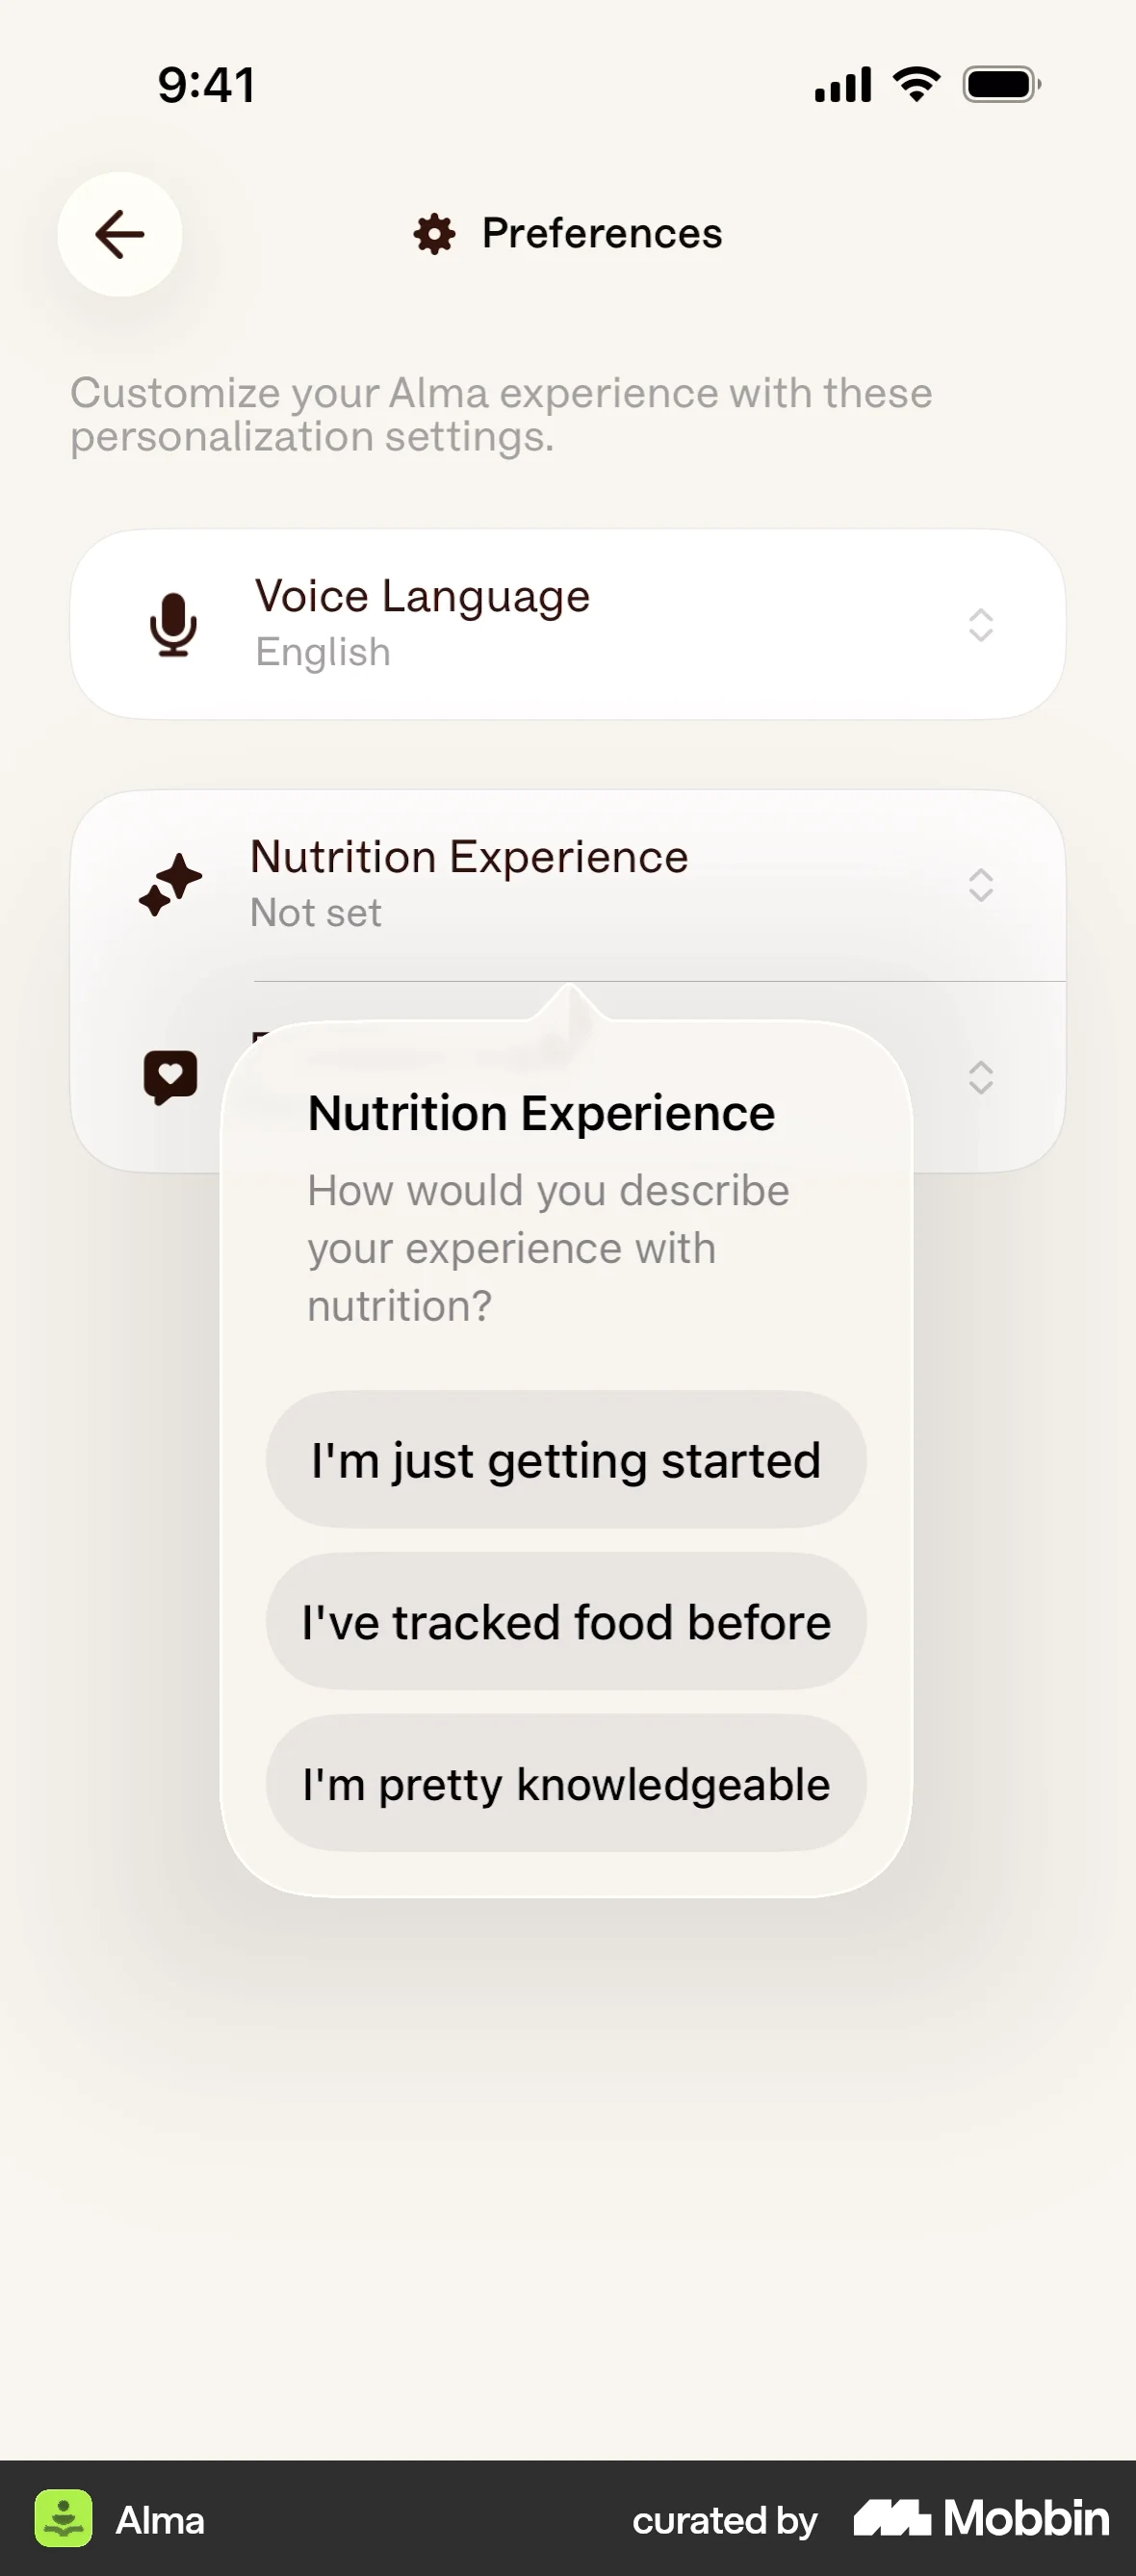 9:41
Preferences
Customize your Alma experience with these
personalization settings.
Voice Language
English
Nutrition Experience
Not set
Nutrition Experience
How would you describe
your experience with
nutrition?
I'm just getting started
I've tracked food before
I'm pretty knowledgeable
Alma
curated by Mobbin